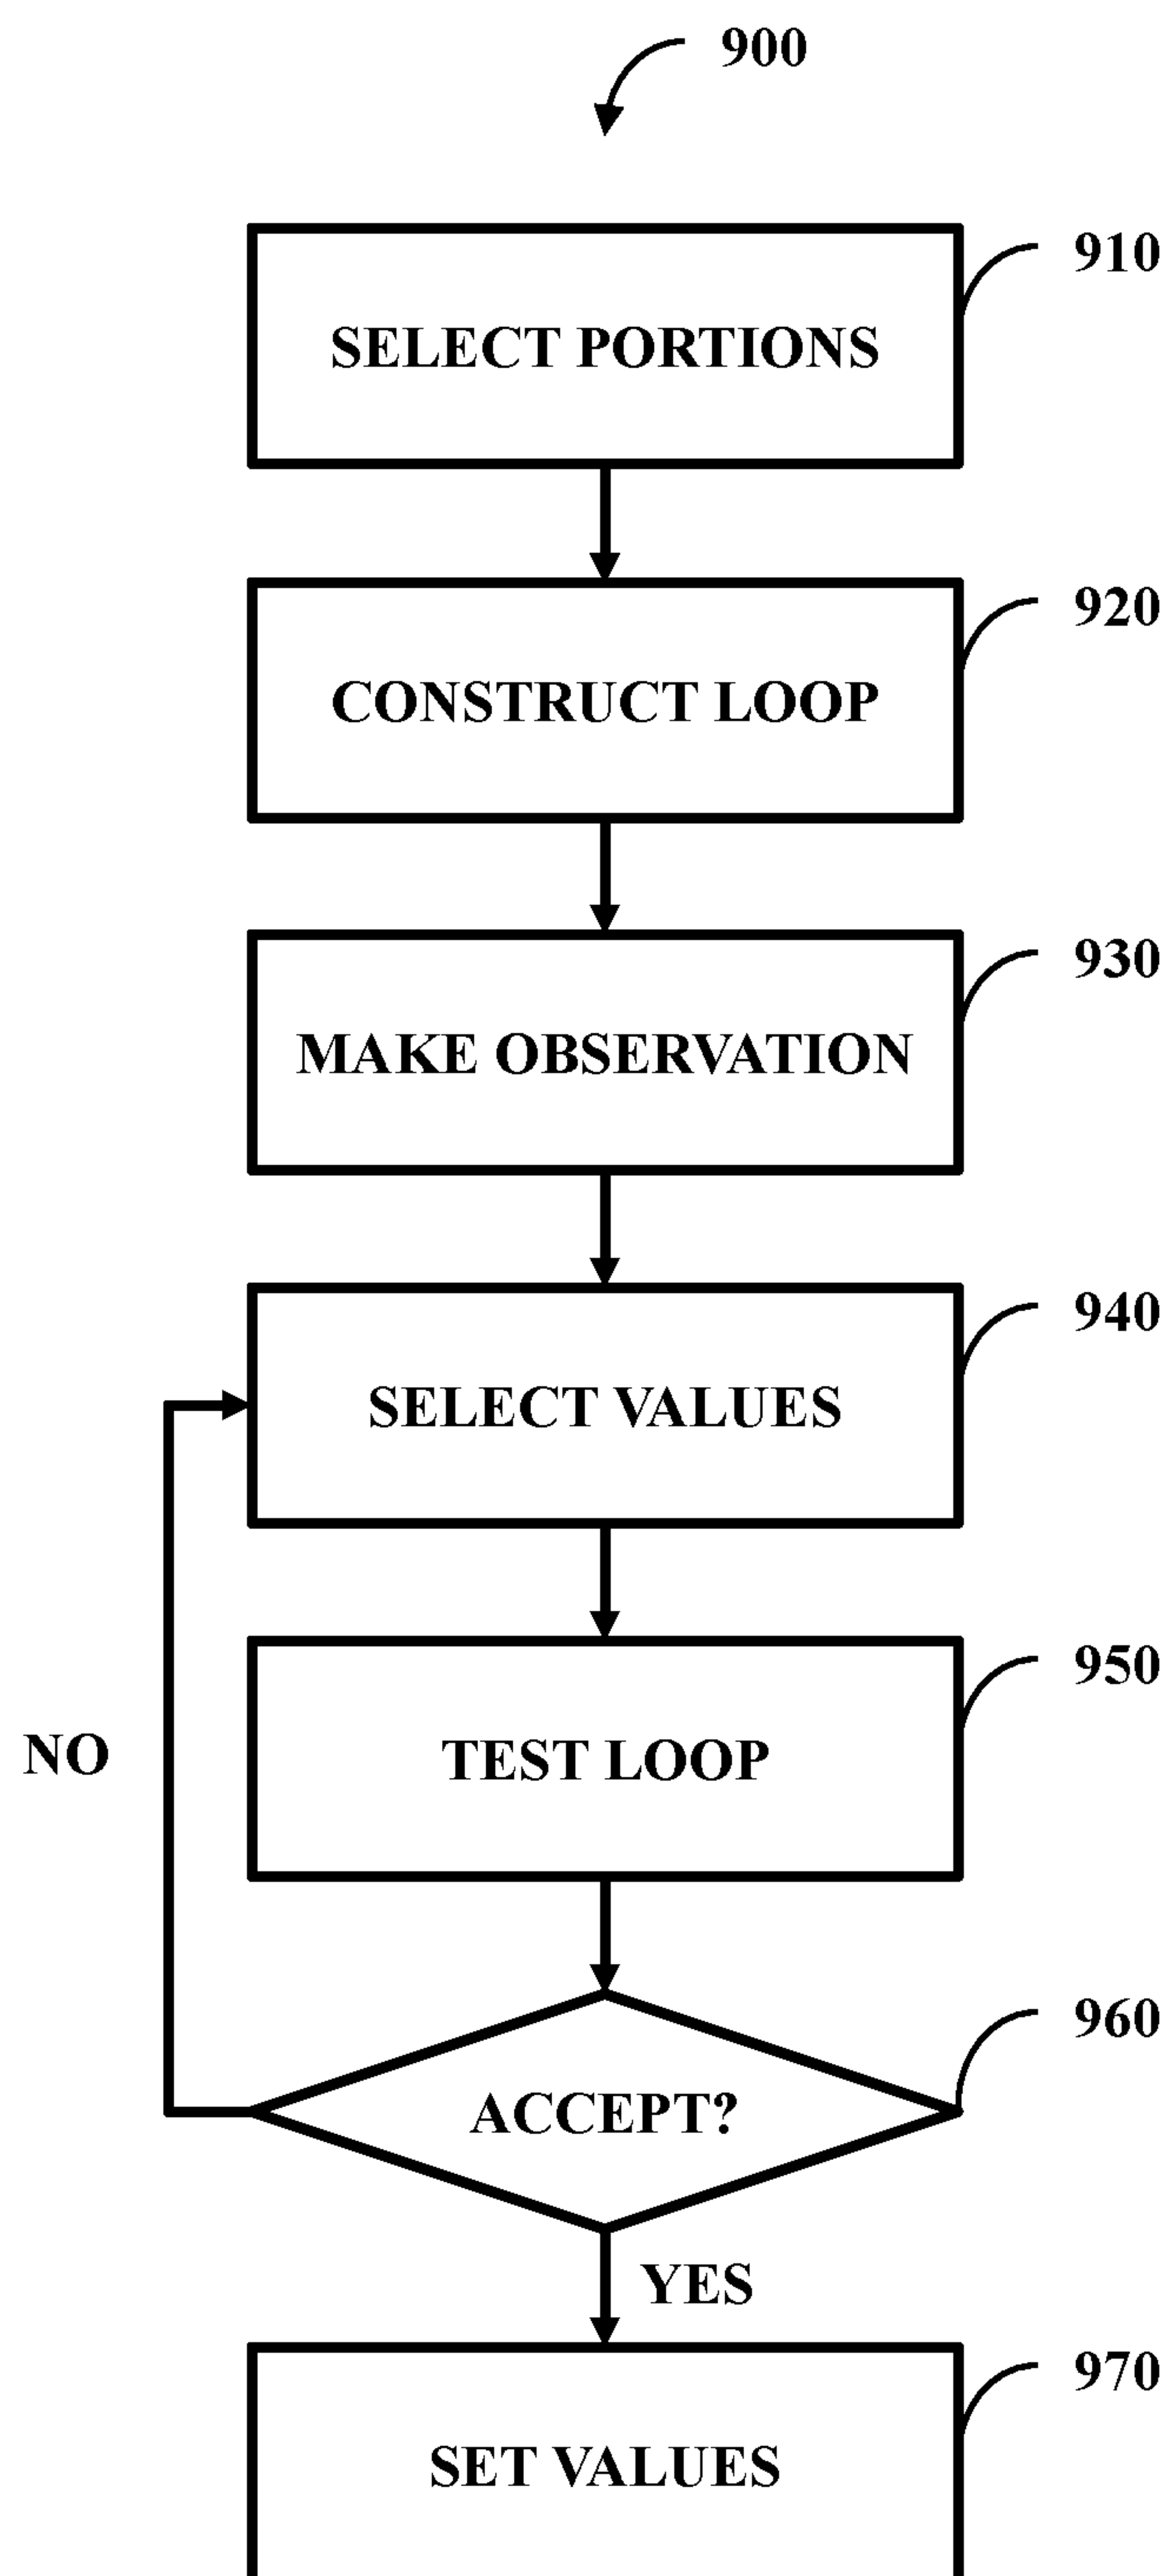 900
910
SELECT PORTIONS
920
CONSTRUCT LOOP
930
MAKE OBSERVATION
940
SELECT VALUES
950
TEST LOOP
NO
960
ACCEPT?
YES
970
SET VALUES